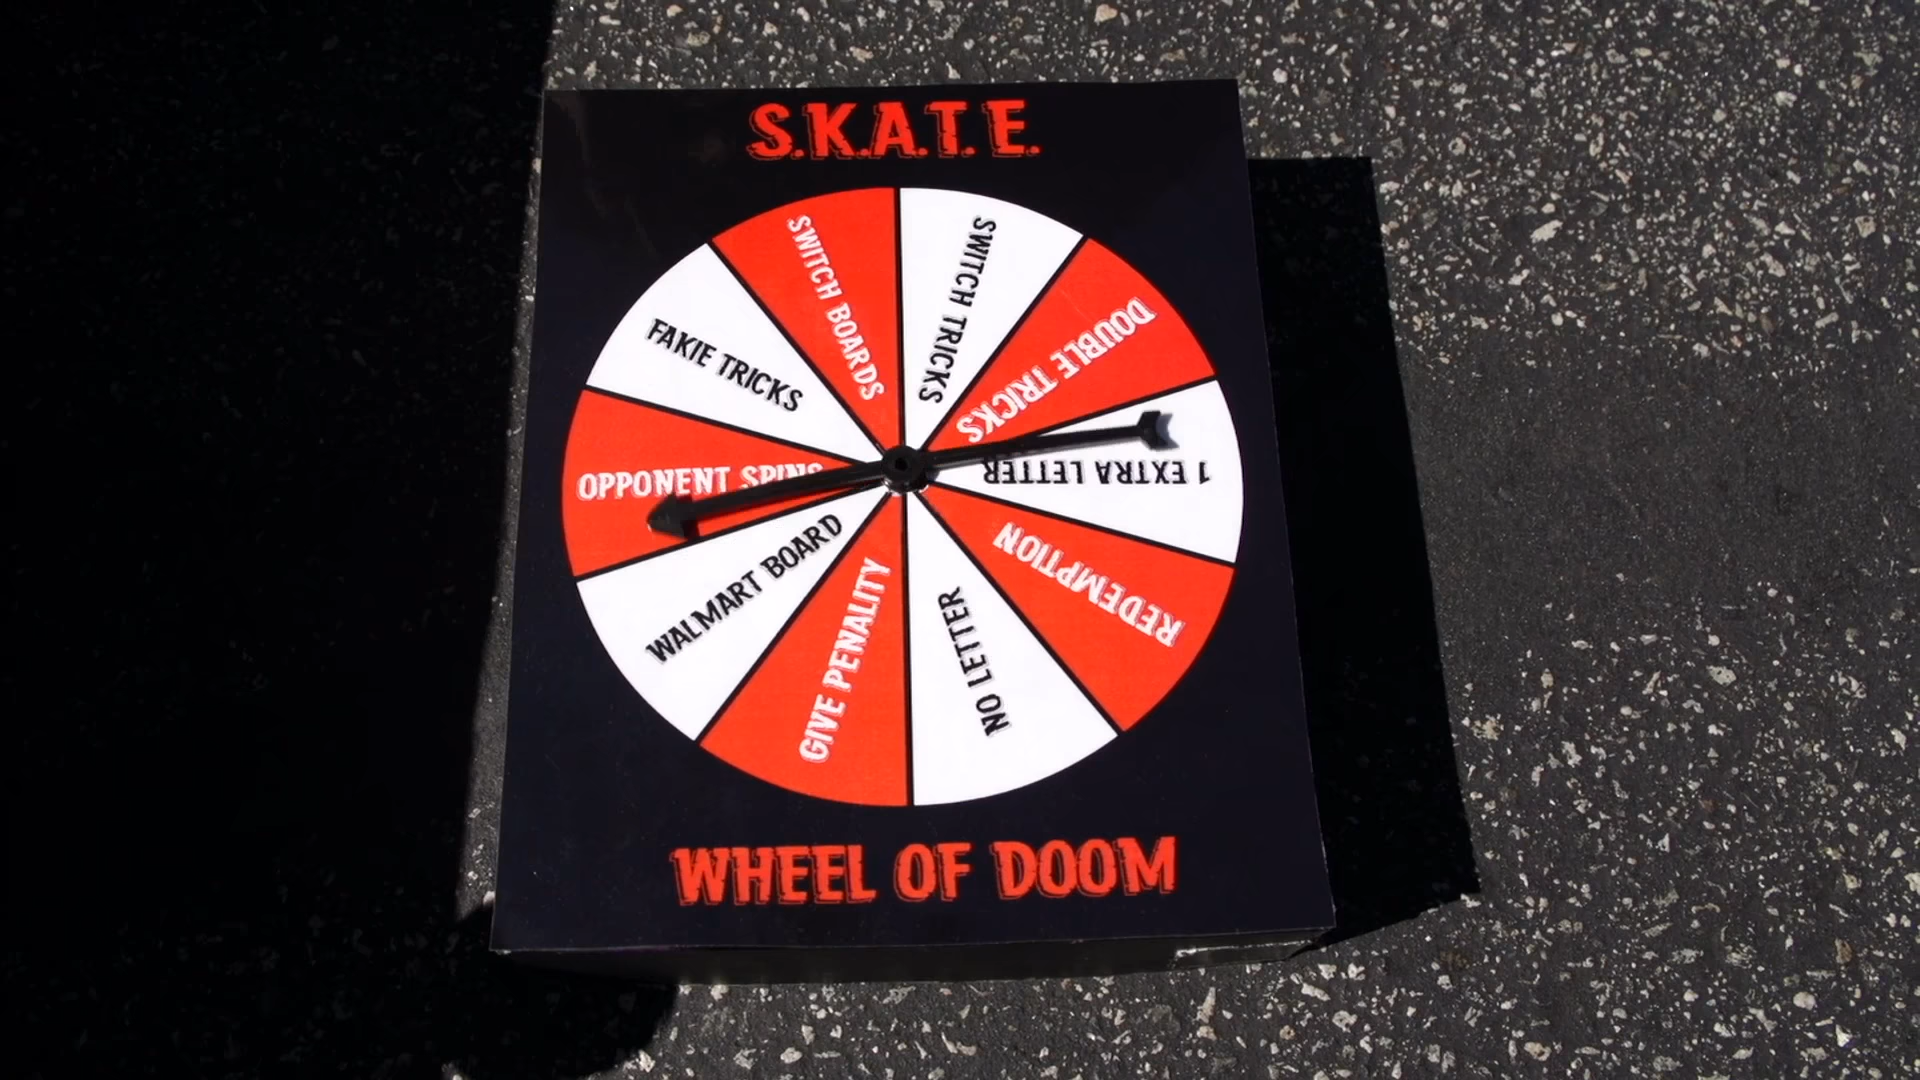 S.K.A.T.E.
SWITCH BOARDS
SWITCH TRICKS
DOUBLE TRICKS
1 EXTRA LETTER
REDEMPTION
NO LETTER
GIVE PENALITY
WALMART BOARD
OPPONENT SPINS
FAKIE TRICKS
WHEEL OF DOOM